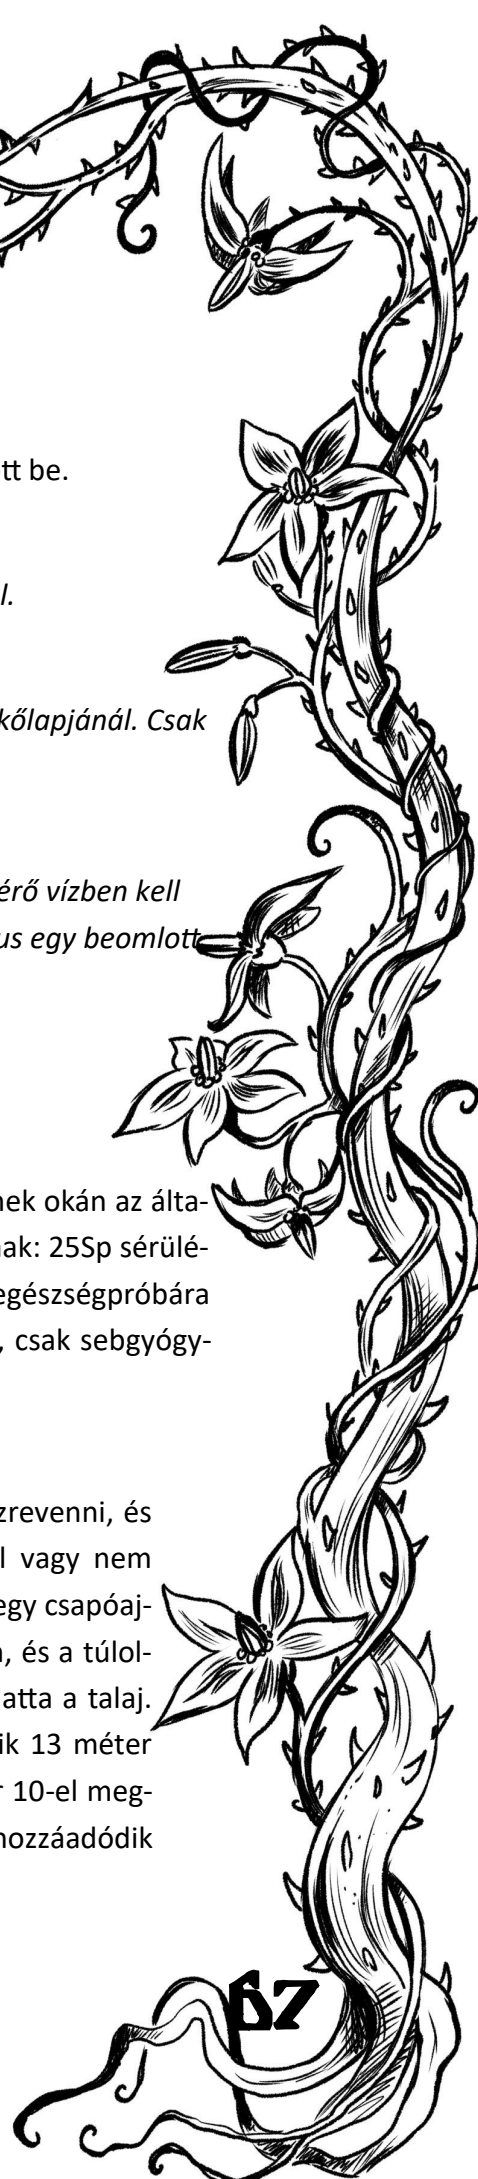 tt be.
l.
kőlapjánál. Csak
érő vízben kell
us egy beomlott
nek okán az álta-
nak: 25Sp sérülé-
egészségpróbára
, csak sebgyógy-
zrevenni, és
l vagy nem
egy csapóaj-
, és a túlol-
atta a talaj.
ik 13 méter
10-el meg-
hozzáadódik
67